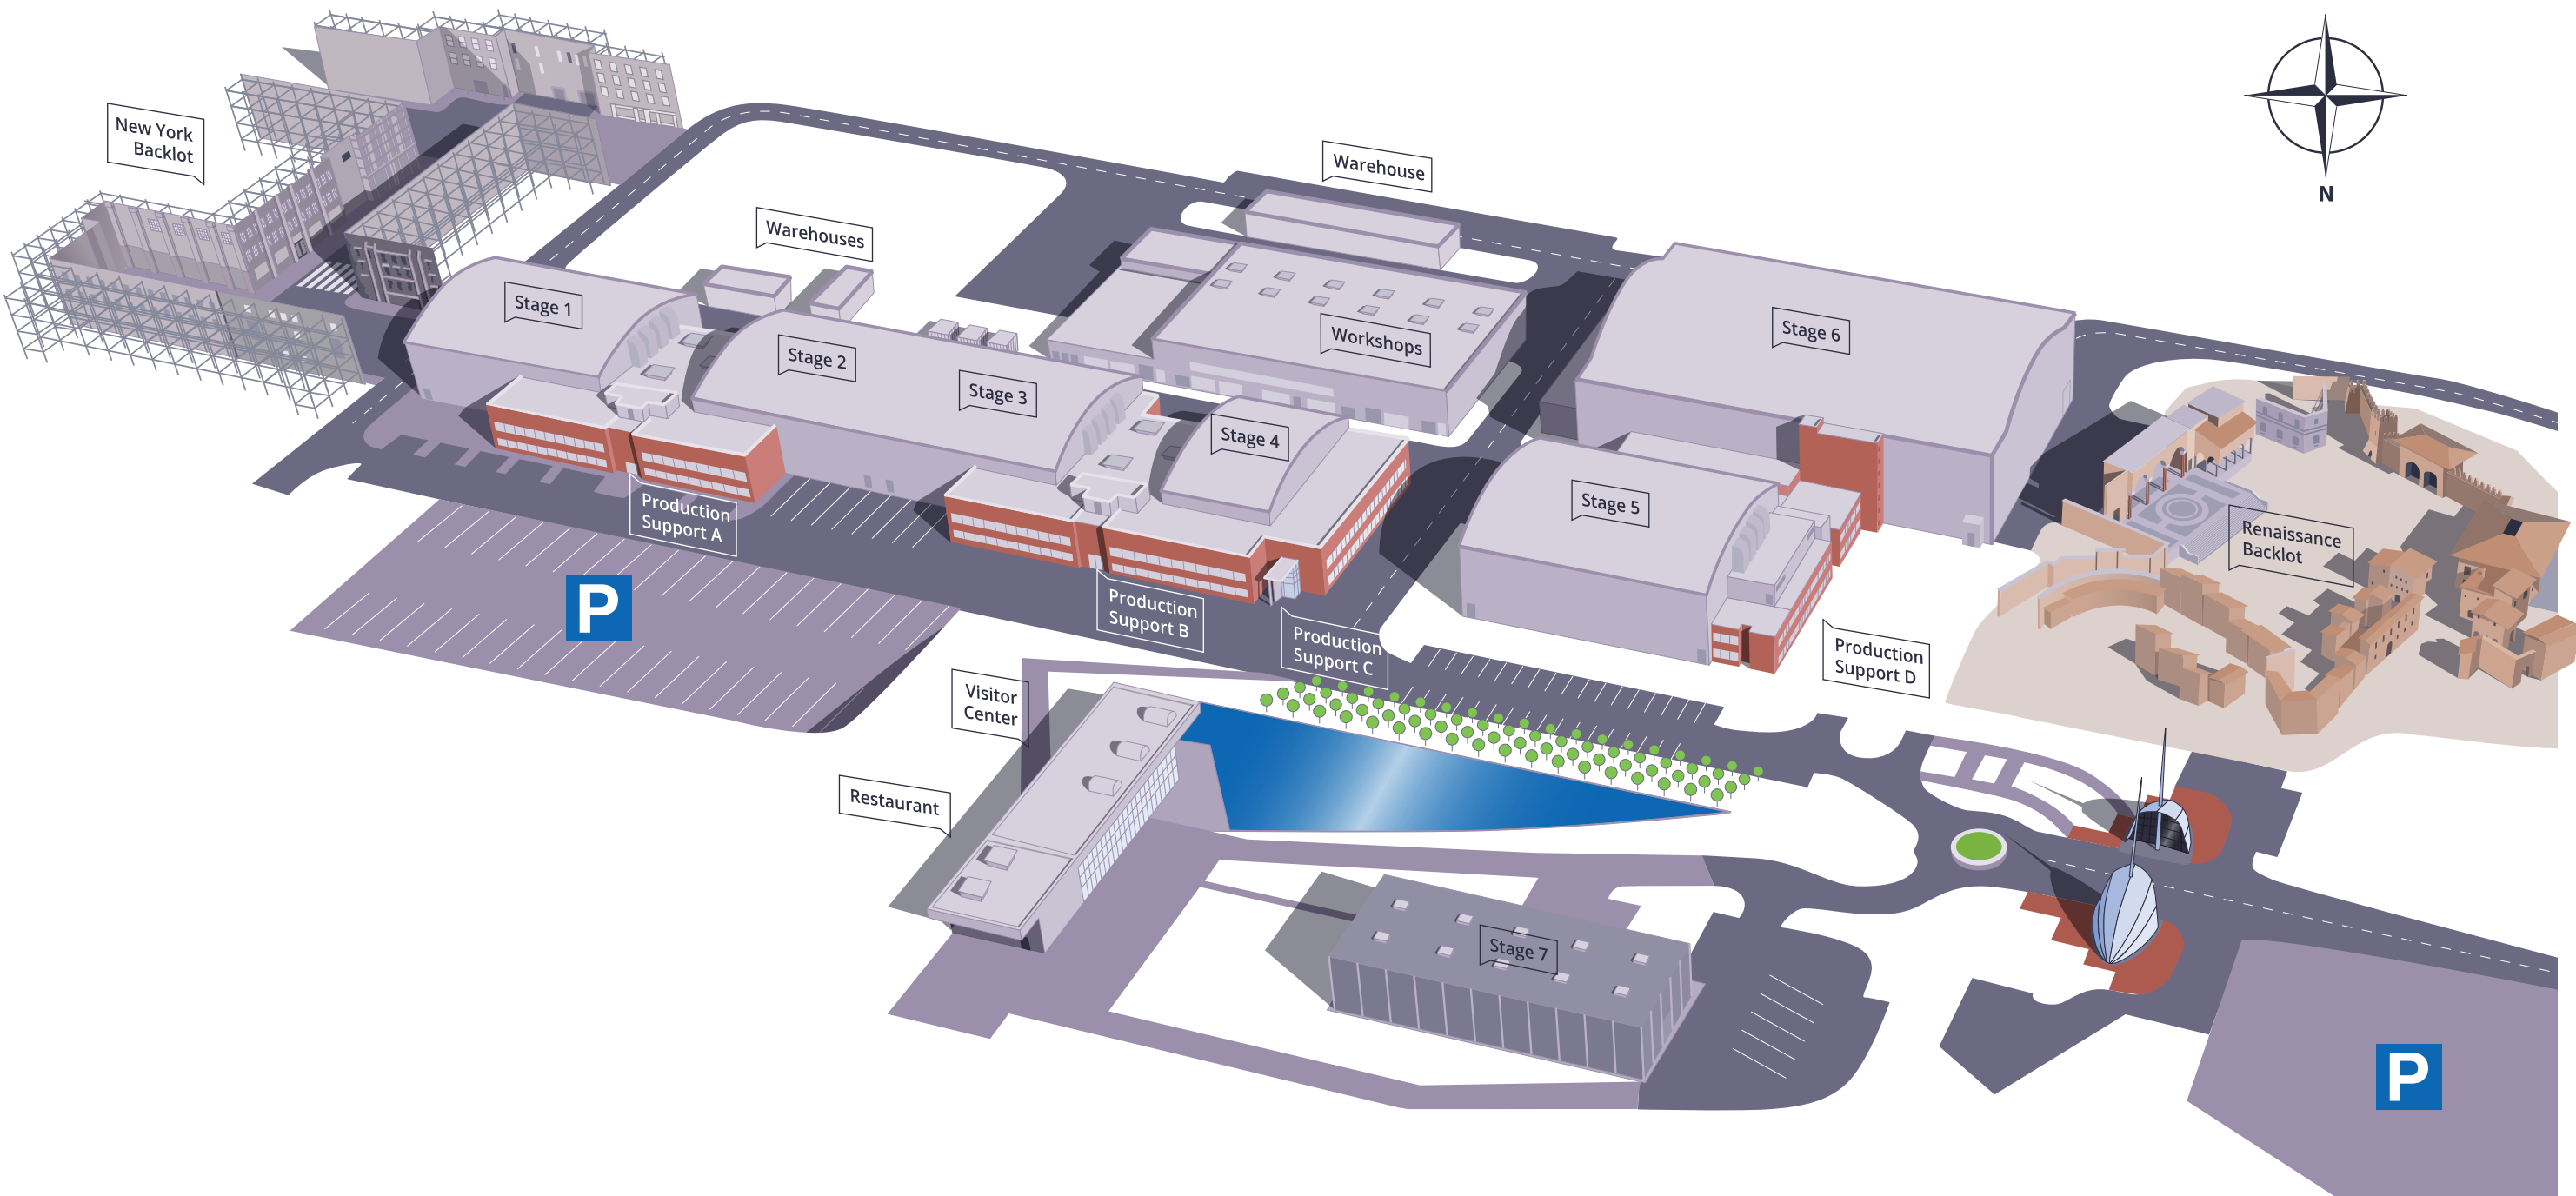 New York
Backlot
Warehouse
N
Warehouses
Stage 1
Stage 2
Stage 3
Stage 4
Workshops
Stage 6
Stage 5
Production
Support A
P
Production
Support B
Production
Support C
Production
Support D
Renaissance
Backlot
Visitor
Center
Restaurant
Stage 7
P